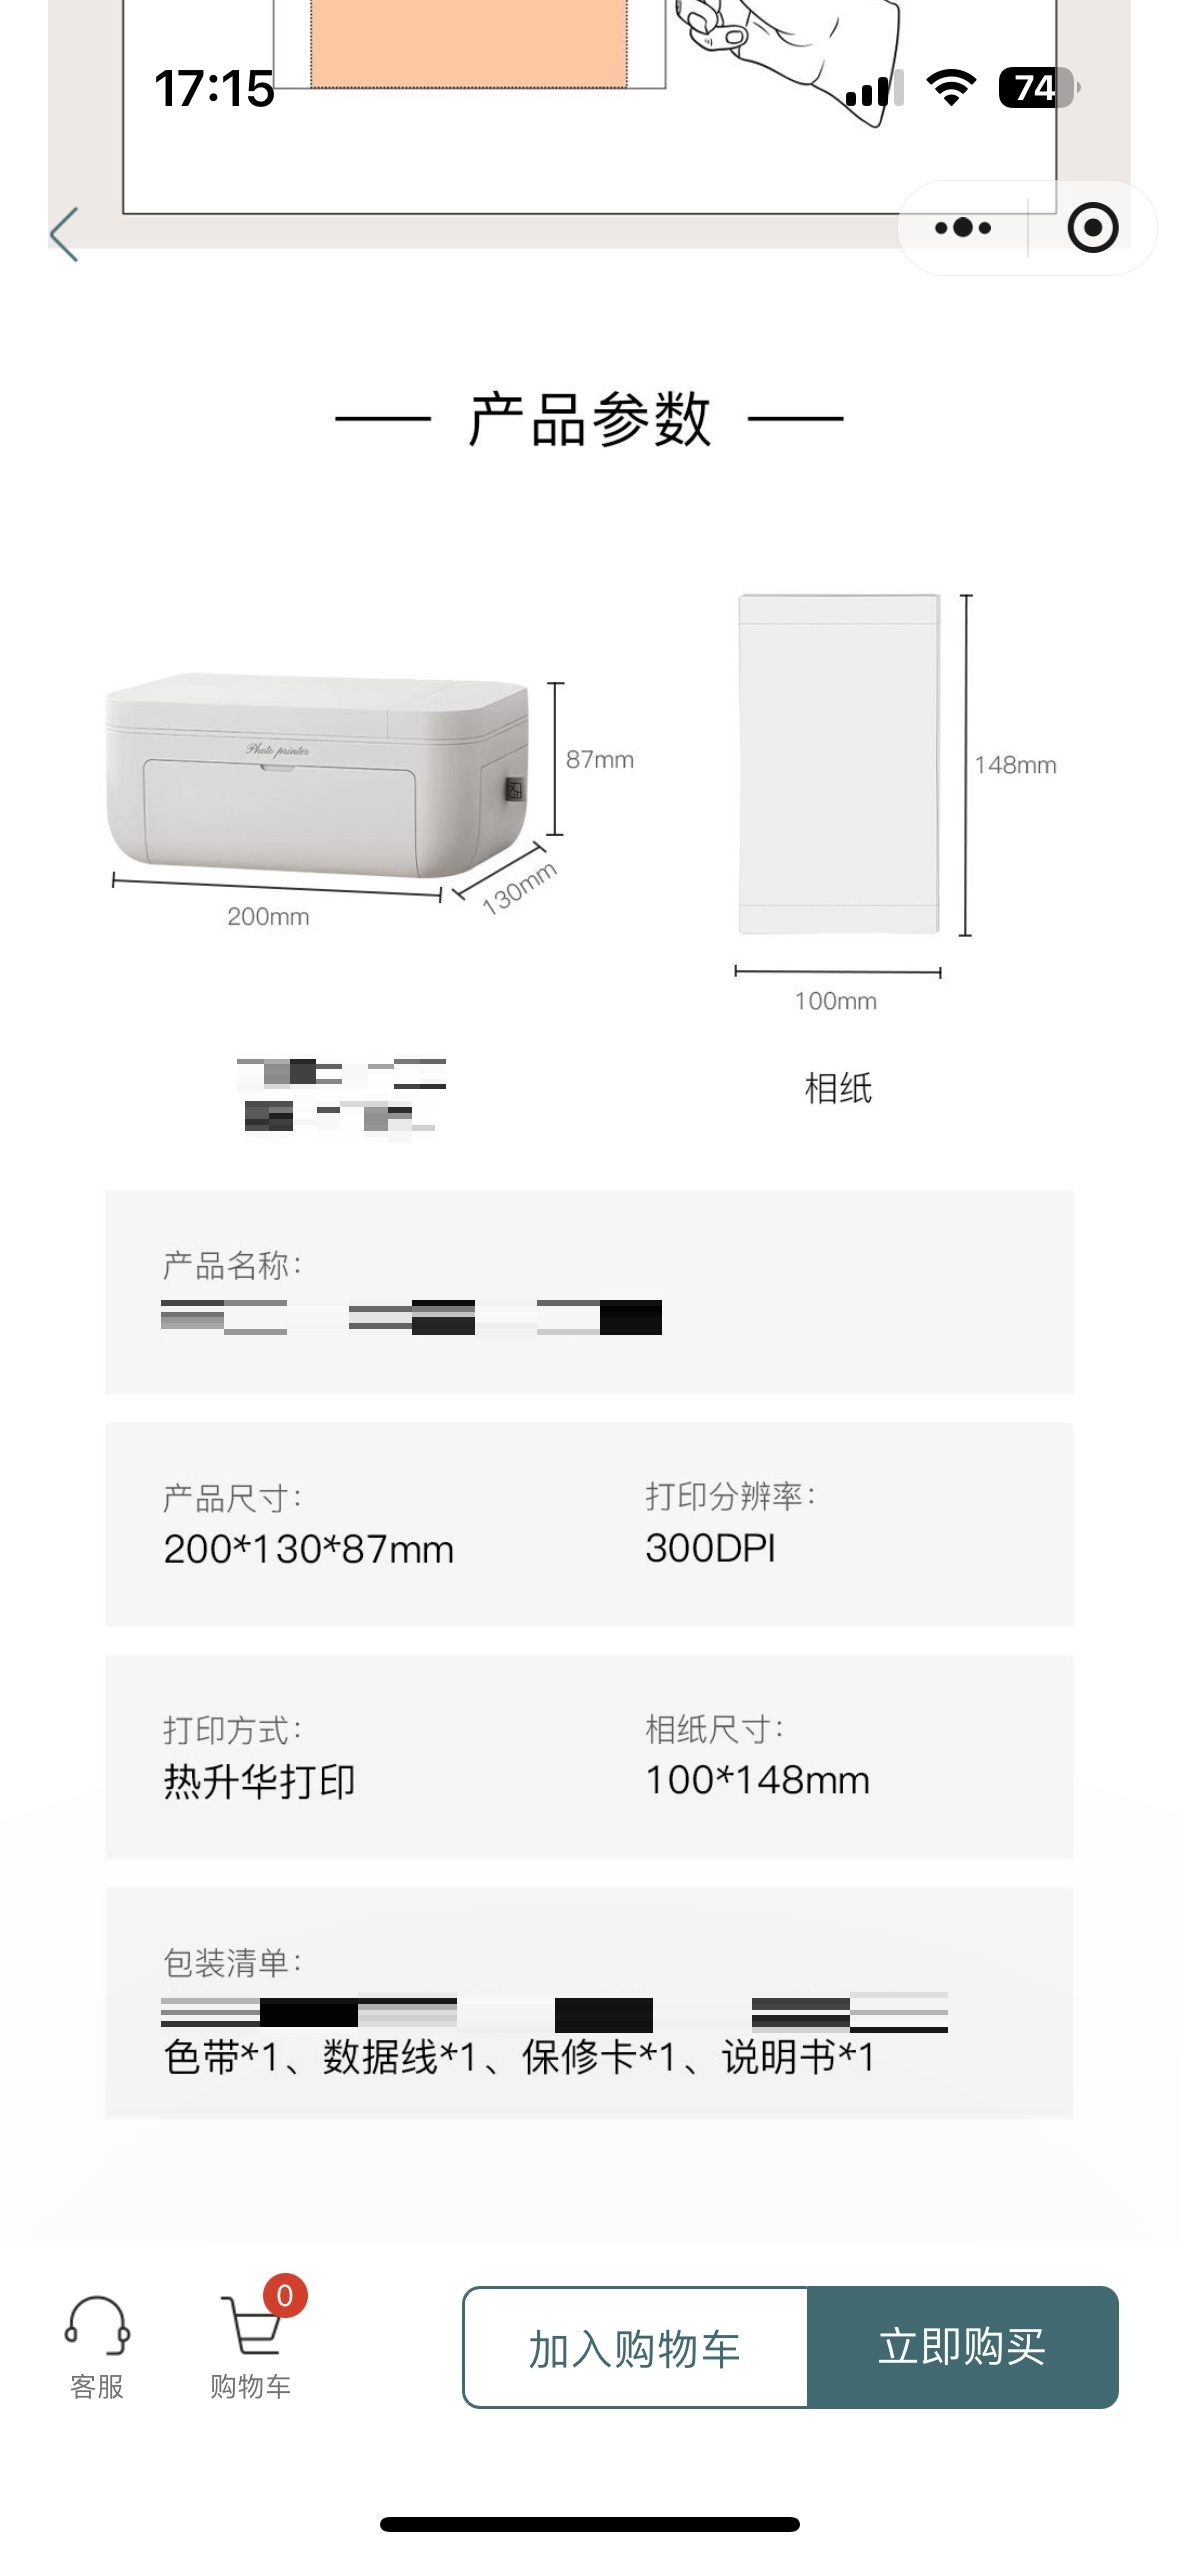 17:15
74
产品参数
Photo printer
87mm
130mm
200mm
148mm
100mm
相纸
产品名称：
产品尺寸：
200*130*87mm
打印分辨率：
300DPI
打印方式：
热升华打印
相纸尺寸：
100*148mm
包装清单：
色带*1、数据线*1、保修卡*1、说明书*1
客服
0
购物车
加入购物车
立即购买